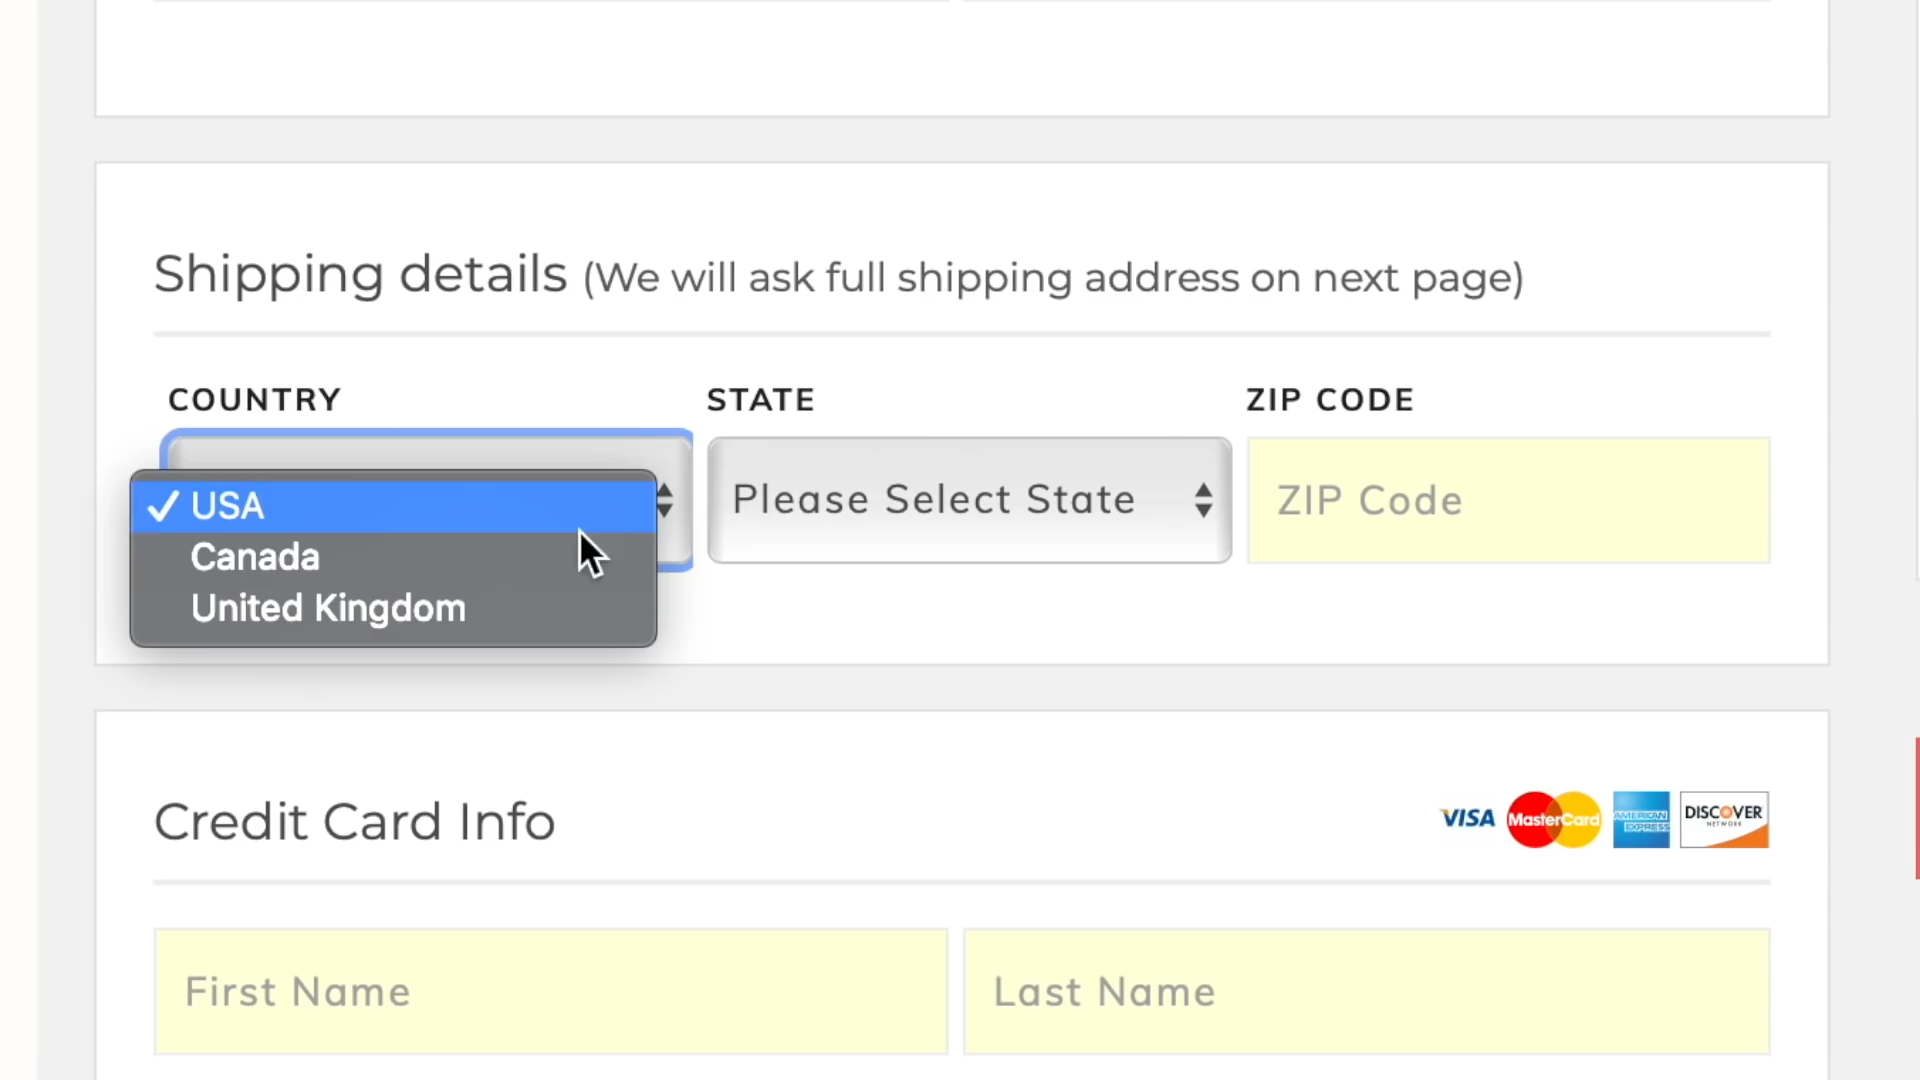 Shipping details (We will ask full shipping address on next page)
COUNTRY STATE ZIP CODE
✓ USA
Canada
United Kingdom
Please Select State
ZIP Code
Credit Card Info
VISA MasterCard AMERICAN EXPRESS DISCOVER NETWORK
First Name Last Name